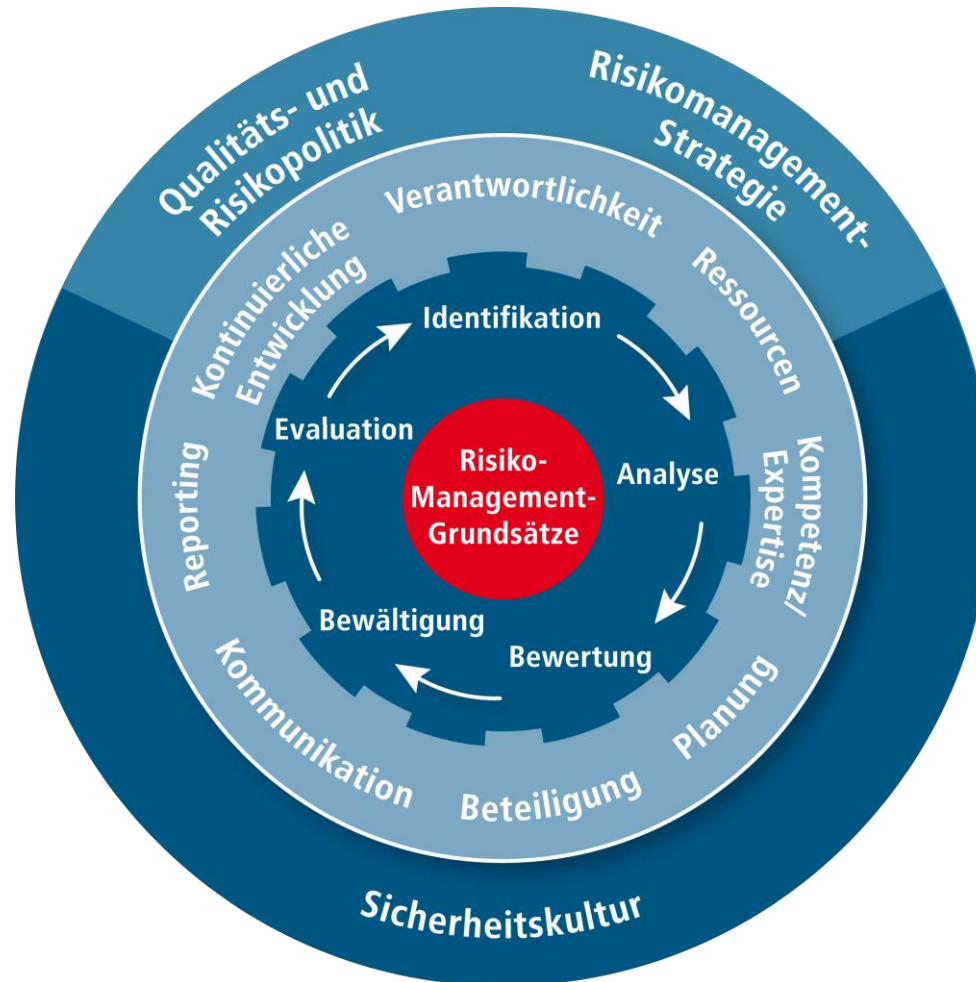 Qualitäts- und
Risikopolitik
Risikomanagement-
Strategie
Verantwortlichkeit
Ressourcen
Kompetenz/
Expertise
Planung
Beteiligung
Kommunikation
Reporting
Kontinuierliche
Entwicklung
Identifikation
Analyse
Bewertung
Bewältigung
Evaluation
Risiko-
Management-
Grundsätze
Sicherheitskultur